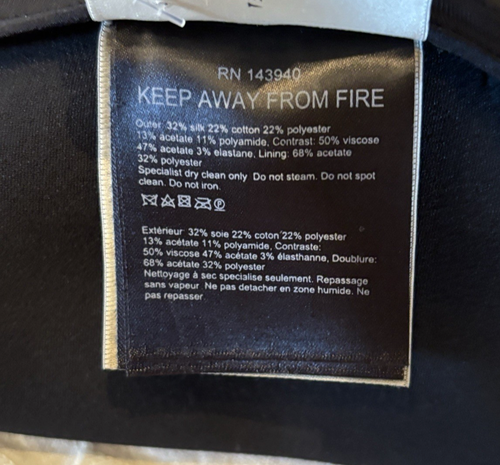 RN 143940
KEEP AWAY FROM FIRE
Outer: 32% silk 22% cotton 22% polyester
13% acetate 11% polyamide, Contrast: 50% viscose
47% acetate 3% elastane, Lining: 68% acetate
32% polyester
Specialist dry clean only Do not steam. Do not spot
clean. Do not iron.
Extérieur 32% soie 22% coton 22% polyester
13% acétate 11% polyamide, Contraste:
50% viscose 47% acétate 3% élasthanne, Doublure:
68% acétate 32% polyester
Nettoyage à sec specialise seulement. Repassage
sans vapeur Ne pas detacher en zone humide. Ne
pas repasser